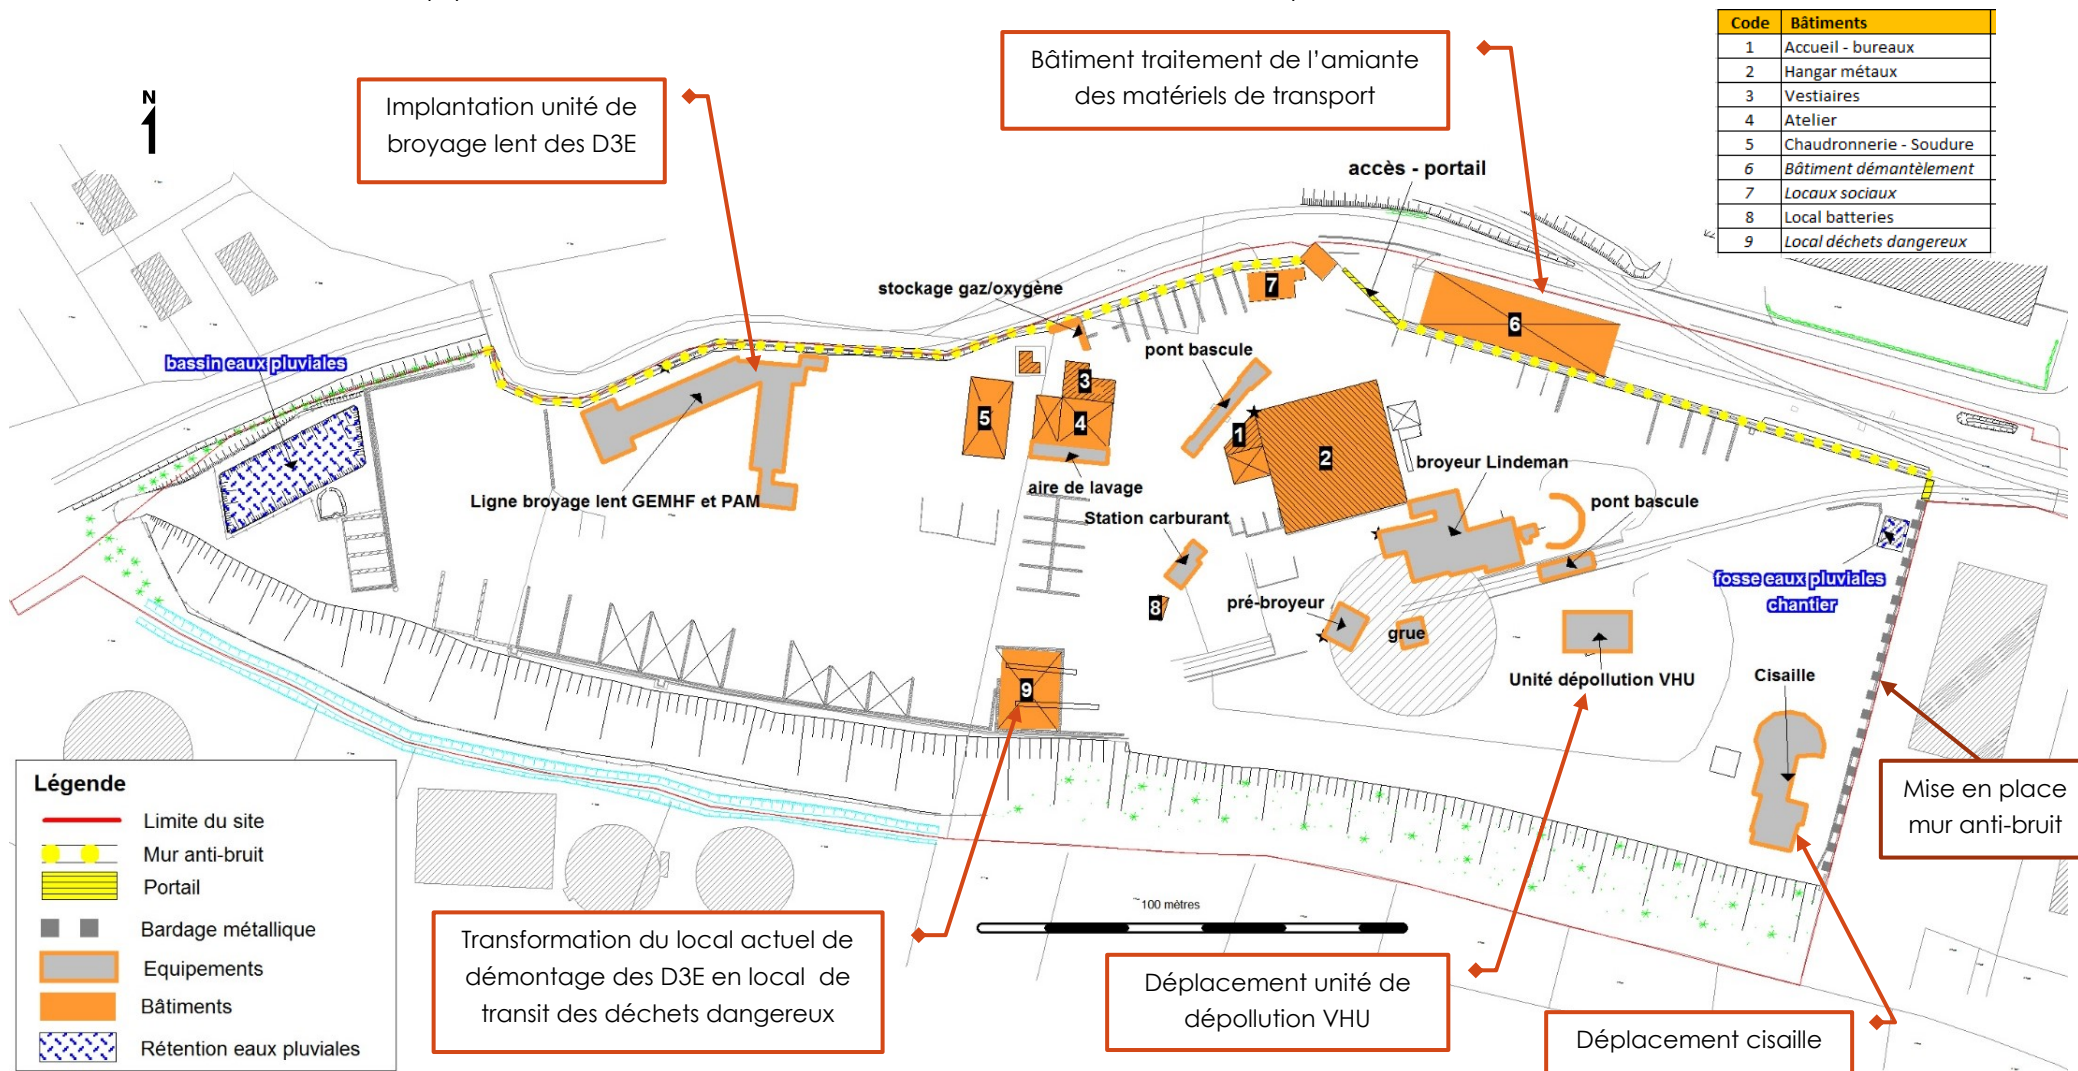 Code Bâtiments
1 Accueil - bureaux
2 Hangar métaux
3 Vestiaires
4 Atelier
5 Chaudronnerie - Soudure
6 Bâtiment démantèlement
7 Locaux sociaux
8 Local batteries
9 Local déchets dangereux
Bâtiment traitement de l’amiante
des matériels de transport
Implantation unité de
broyage lent des D3E
N
accès - portail
stockage gaz/oxygène
7
6
pont bascule
bassin eaux pluviales
3
5
4
1
2
broyeur Lindeman
aire de lavage
pont bascule
Ligne broyage lent GEMHF et PAM
Station carburant
fosse eaux pluviales
chantier
8
pré-broyeur
grue
Unité dépollution VHU
Cisaille
9
Mise en place
mur anti-bruit
Légende
Limite du site
Mur anti-bruit
Portail
Bardage métallique
Equipements
Bâtiments
Rétention eaux pluviales
100 mètres
Transformation du local actuel de
démontage des D3E en local de
transit des déchets dangereux
Déplacement unité de
dépollution VHU
Déplacement cisaille